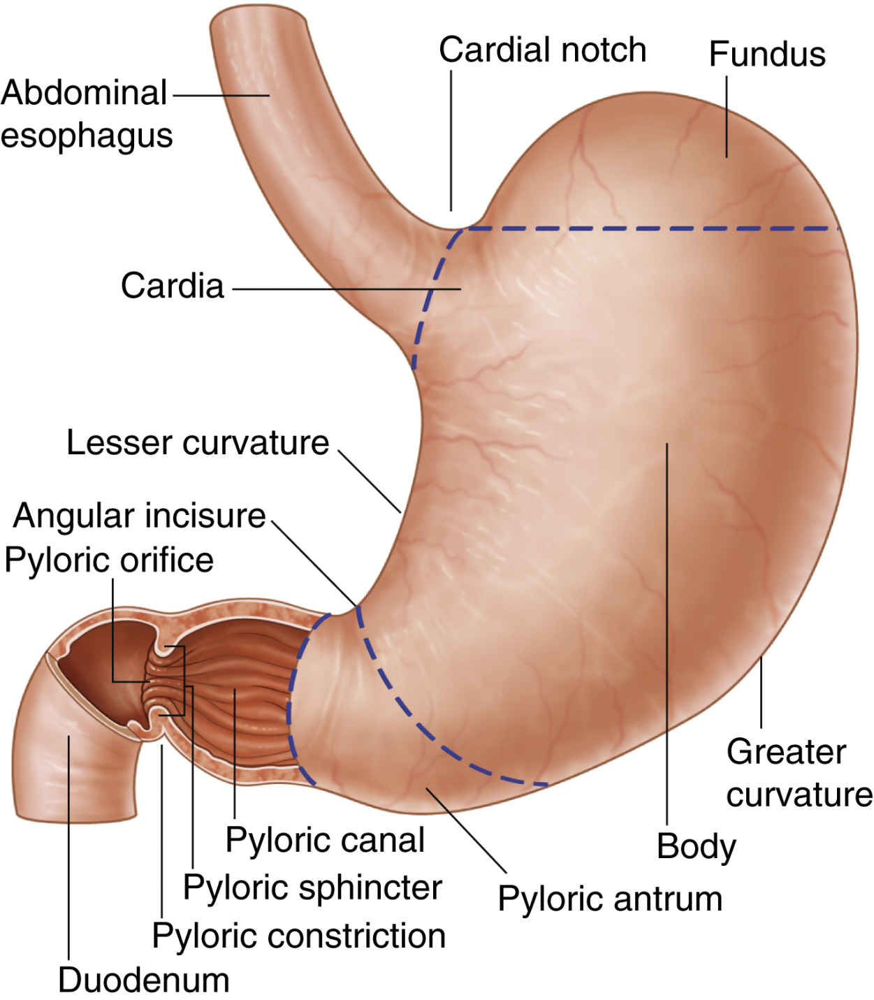 Cardial notch
Fundus
Abdominal
esophagus
Cardia
Lesser curvature
Angular incisure
Pyloric orifice
Greater
curvature
Pyloric canal
Body
Pyloric sphincter
Pyloric antrum
Pyloric constriction
Duodenum